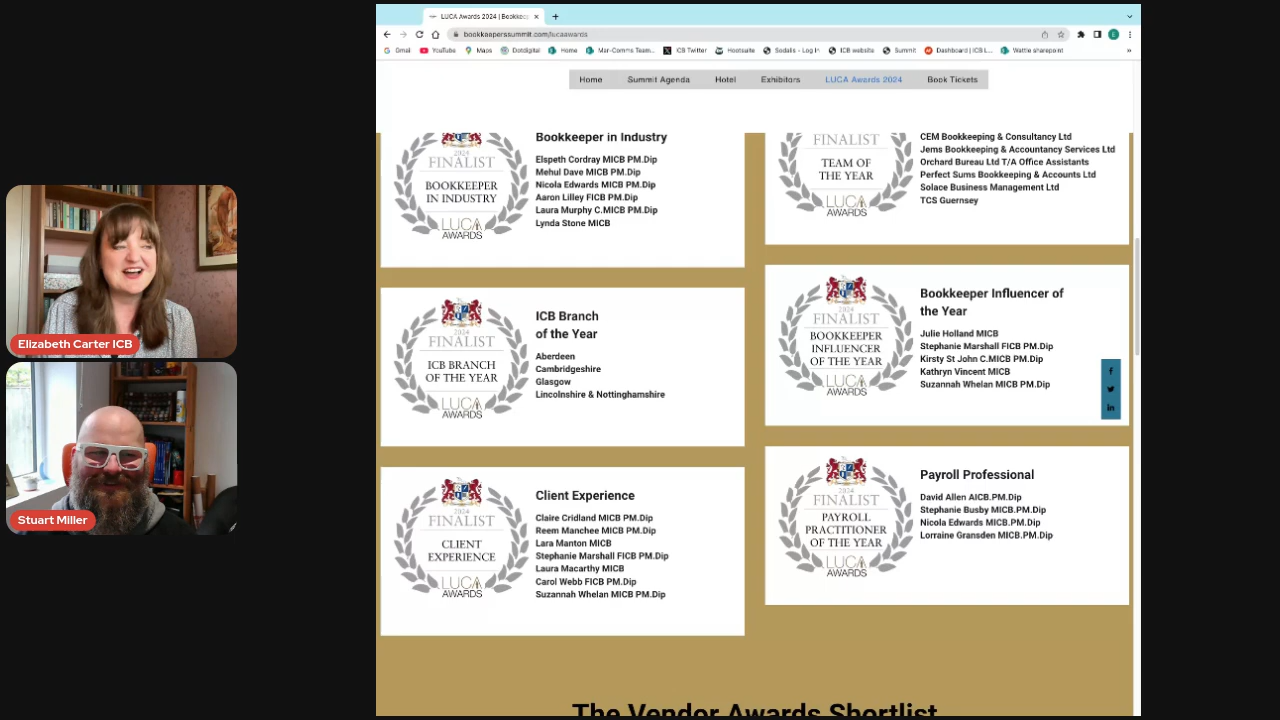 LUCA Awards 2024 | Bookkeep
bookkeeperssummit.com/lucaawards
Gmail
YouTube
Maps
Dotdigital
Home
Mar-Comms Team...
ICB Twitter
Hootsuite
Sodalis - Log in
ICB website
Summit
Dashboard | ICB L...
Wattle sharepoint
»
Home
Summit Agenda
Hotel
Exhibitors
LUCA Awards 2024
Book Tickets
2024
FINALIST
BOOKKEEPER
IN INDUSTRY
LUCA
AWARDS
Bookkeeper in Industry
Elspeth Cordray MICB PM.Dip
Mehul Dave MICB PM.Dip
Nicola Edwards MICB PM.Dip
Aaron Lilley FICB PM.Dip
Laura Murphy C.MICB PM.Dip
Lynda Stone MICB
FINALIST
TEAM OF
THE YEAR
LUCA
AWARDS
CEM Bookkeeping & Consultancy Ltd
Jems Bookkeeping & Accountancy Services Ltd
Orchard Bureau Ltd T/A Office Assistants
Perfect Sums Bookkeeping & Accounts Ltd
Solace Business Management Ltd
TCS Guernsey
2024
FINALIST
ICB BRANCH
OF THE YEAR
LUCA
AWARDS
ICB Branch
of the Year
Aberdeen
Cambridgeshire
Glasgow
Lincolnshire & Nottinghamshire
2024
FINALIST
BOOKKEEPER
INFLUENCER
OF THE YEAR
LUCA
AWARDS
Bookkeeper Influencer of
the Year
Julie Holland MICB
Stephanie Marshall FICB PM.Dip
Kirsty St John C.MICB PM.Dip
Kathryn Vincent MICB
Suzannah Whelan MICB PM.Dip
2024
FINALIST
CLIENT
EXPERIENCE
LUCA
AWARDS
Client Experience
Claire Cridland MICB PM.Dip
Reem Manchee MICB PM.Dip
Lara Manton MICB
Stephanie Marshall FICB PM.Dip
Laura Macarthy MICB
Carol Webb FICB PM.Dip
Suzannah Whelan MICB PM.Dip
2024
FINALIST
PAYROLL
PRACTITIONER
OF THE YEAR
LUCA
AWARDS
Payroll Professional
David Allen AICB.PM.Dip
Stephanie Busby MICB.PM.Dip
Nicola Edwards MICB.PM.Dip
Lorraine Gransden MICB.PM.Dip
The Vendor Awards Shortlist
Elizabeth Carter ICB
Stuart Miller